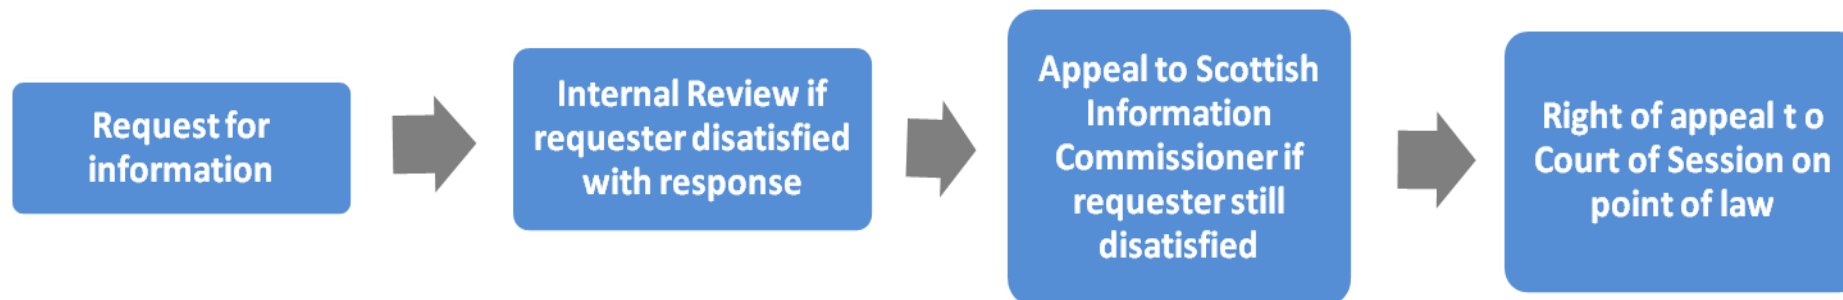 Request for
information
Internal Review if
requester disatisfied
with response
Appeal to Scottish
Information
Commissioner if
requester still
disatisfied
Right of appeal t o
Court of Session on
point of law